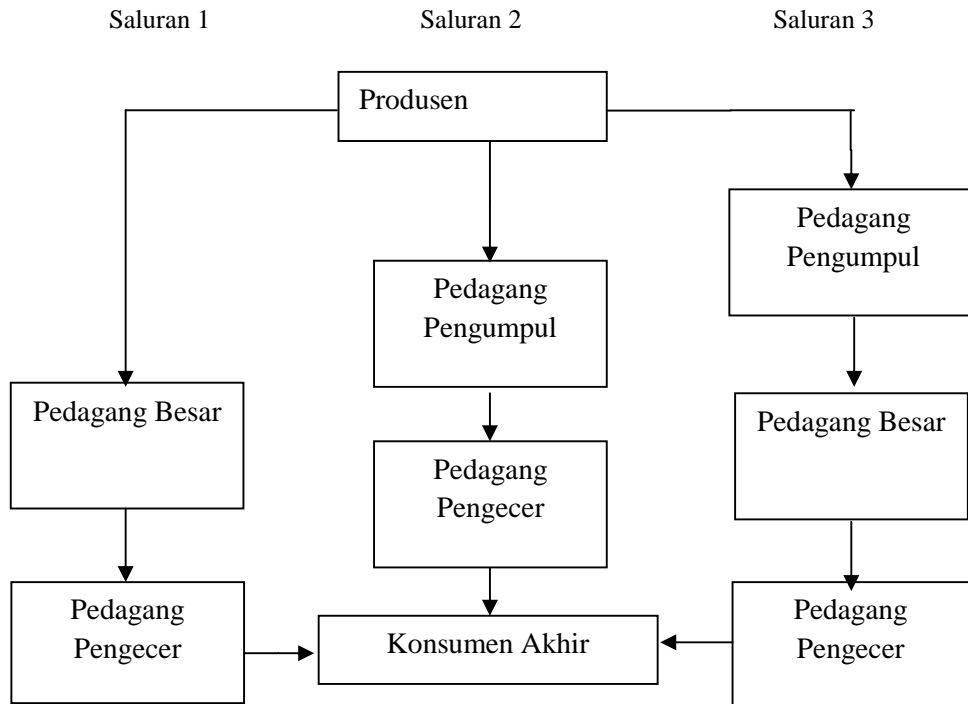 Saluran 1
Saluran 2
Saluran 3
Produsen
Pedagang
Pengumpul
Pedagang
Pengumpul
Pedagang Besar
Pedagang Besar
Pedagang
Pengecer
Pedagang
Pengecer
Konsumen Akhir
Pedagang
Pengecer